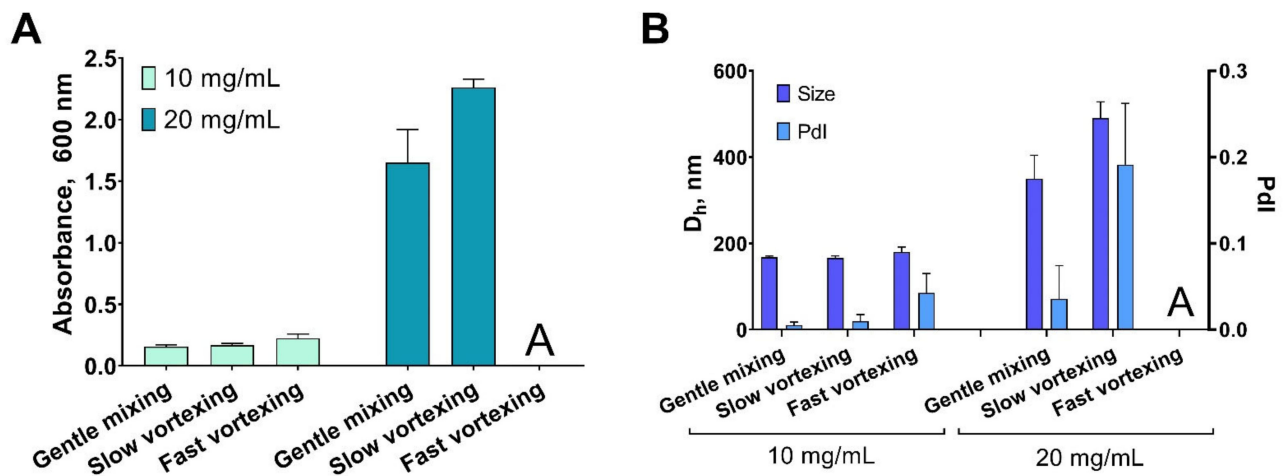 A
Absorbance, 600 nm
2.5
2.0
1.5
1.0
0.5
0.0
10 mg/mL
20 mg/mL
A
Gentle mixing
Slow vortexing
Fast vortexing
Gentle mixing
Slow vortexing
Fast vortexing
B
Dh, nm
600
400
200
0
Size
PdI
A
0.3
0.2
0.1
0.0
PdI
Gentle mixing
Slow vortexing
Fast vortexing
Gentle mixing
Slow vortexing
Fast vortexing
10 mg/mL
20 mg/mL